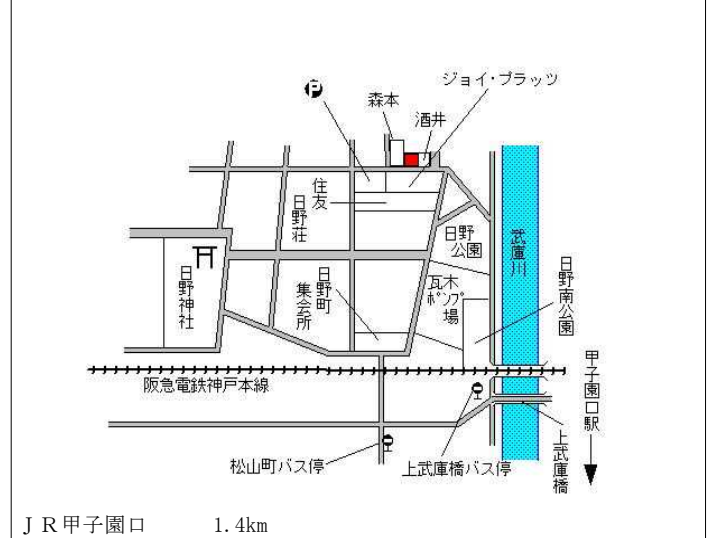 ジョイ・プラッツ
P
森本
酒井
住友
日野荘
日野公園
武庫川
日野神社
日野町集会所
瓦木ポンプ場
日野南公園
甲子園口駅
阪急電鉄神戸本線
上武庫橋
松山町バス停
上武庫橋バス停
JR甲子園口 1.4km